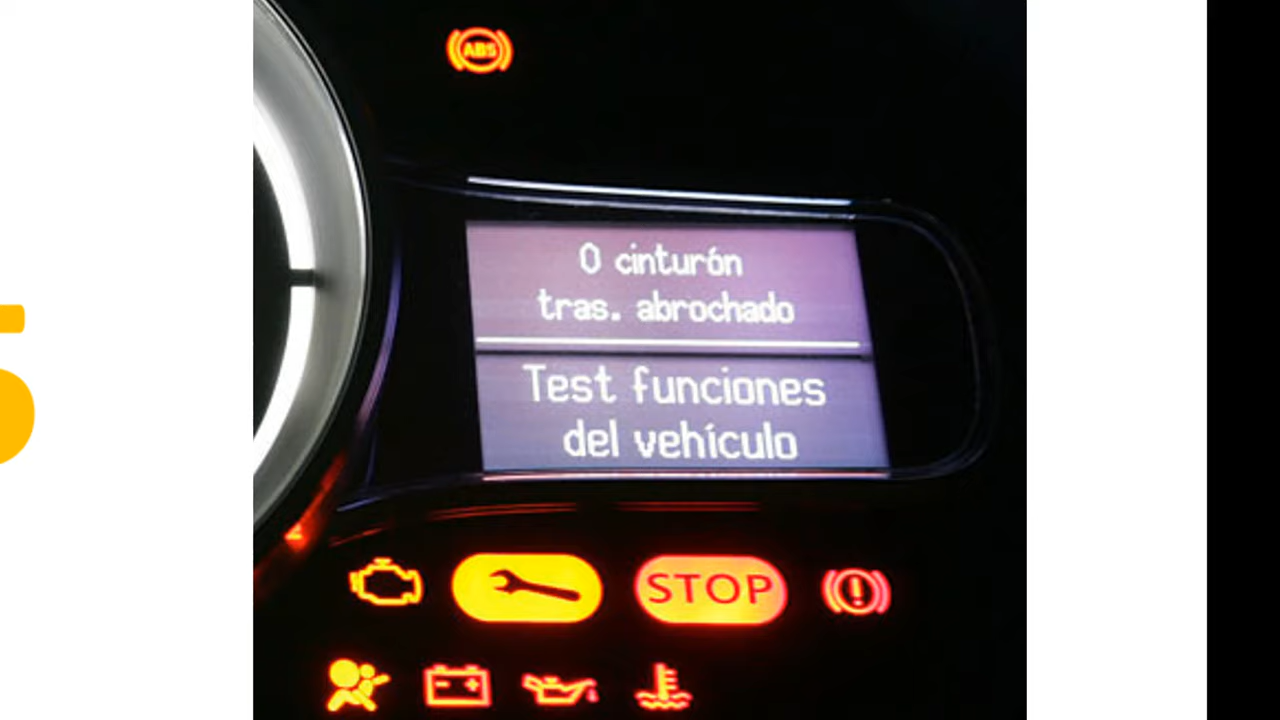 ABS
0 cinturón
tras. abrochado
Test funciones
del vehículo
STOP